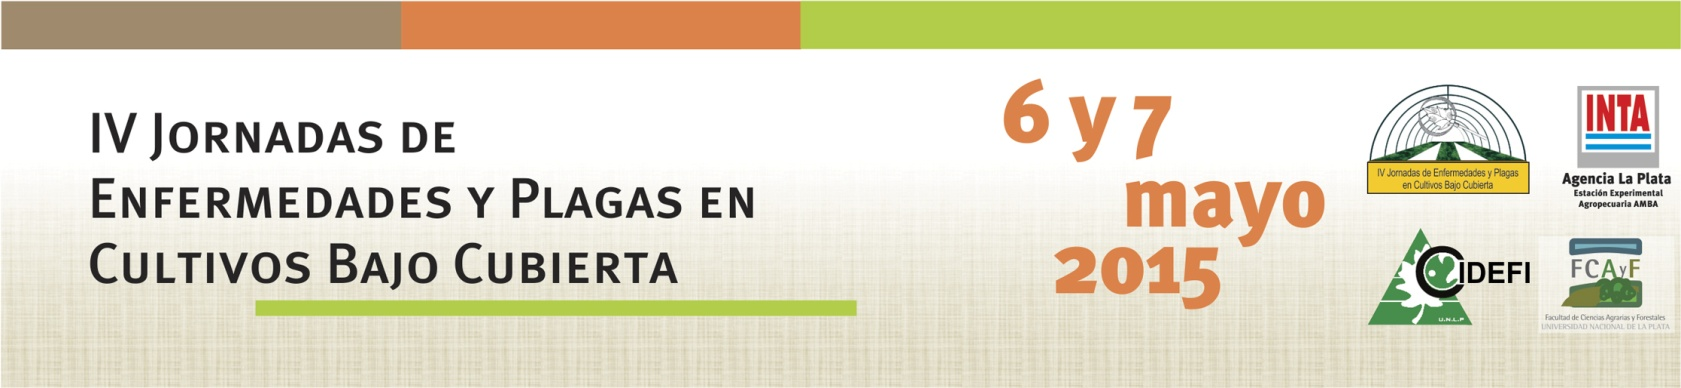 IV JORNADAS DE
ENFERMEDADES Y PLAGAS EN
CULTIVOS BAJO CUBIERTA
6 y 7
mayo
2015
IV Jornadas de Enfermedades y Plagas
en Cultivos Bajo Cubierta
INTA
Agencia La Plata
Estación Experimental
Agropecuaria AMBA
CIDEFI
U.N.L.P
FCAyF
Facultad de Ciencias Agrarias y Forestales
UNIVERSIDAD NACIONAL DE LA PLATA